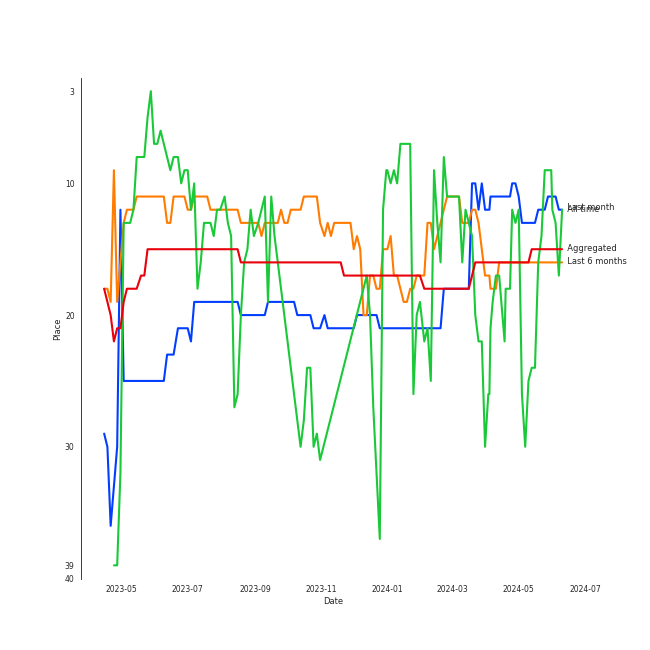 3
10
20
30
39
40
Place
2023-05
2023-07
2023-09
2023-11
2024-01
2024-03
2024-05
2024-07
Date
Last month
All time
Aggregated
Last 6 months